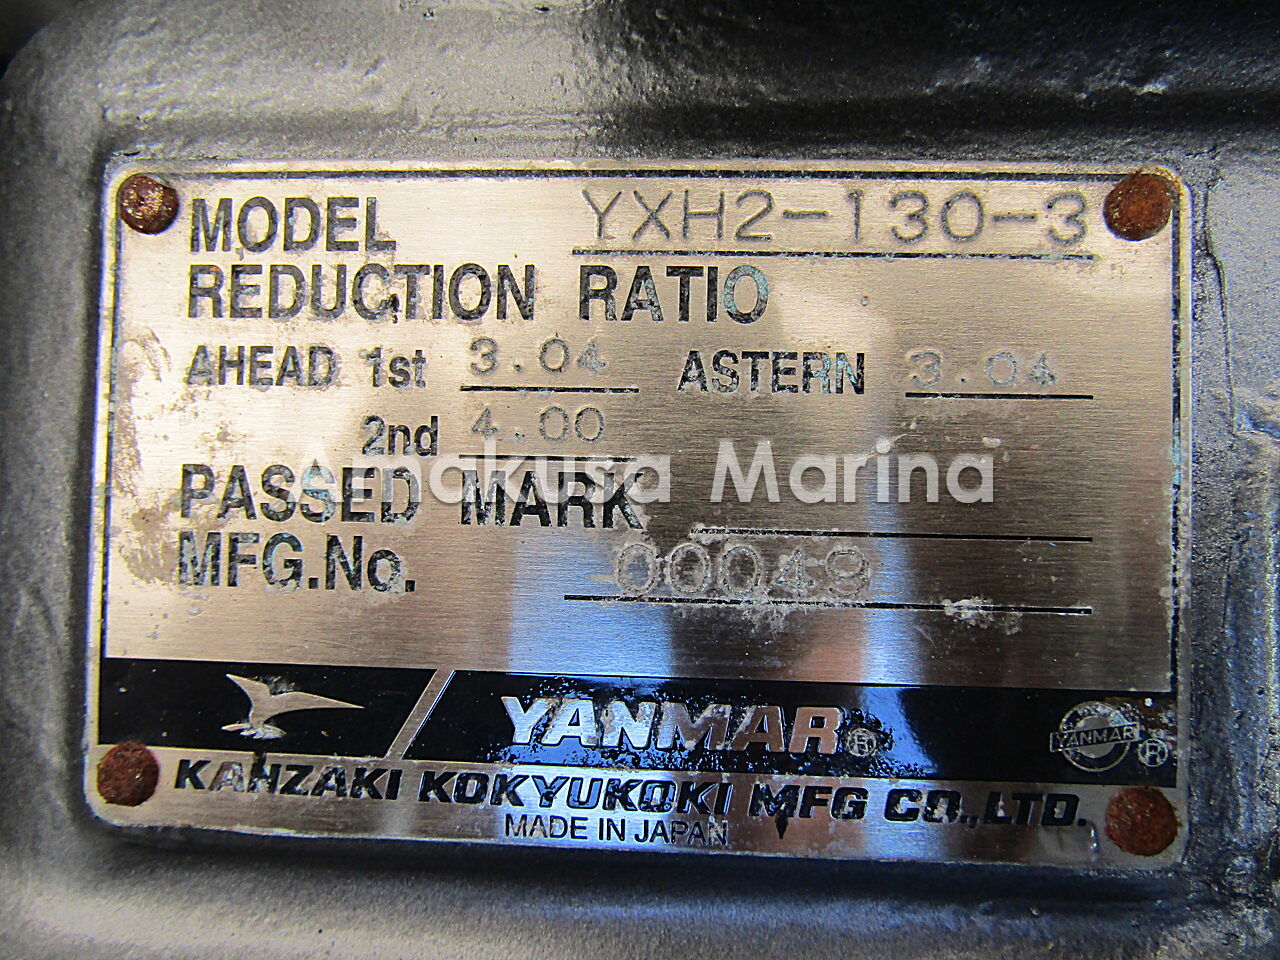 MODEL YXH2-130-3
REDUCTION RATIO
AHEAD 1st 3.04 ASTERN 3.04
2nd 4.00
Amakusa Marina
PASSED MARK
MFG.No. 00049
YANMAR ® YANMAR ®
KANZAKI KOKYUKOKI MFG CO.,LTD.
MADE IN JAPAN